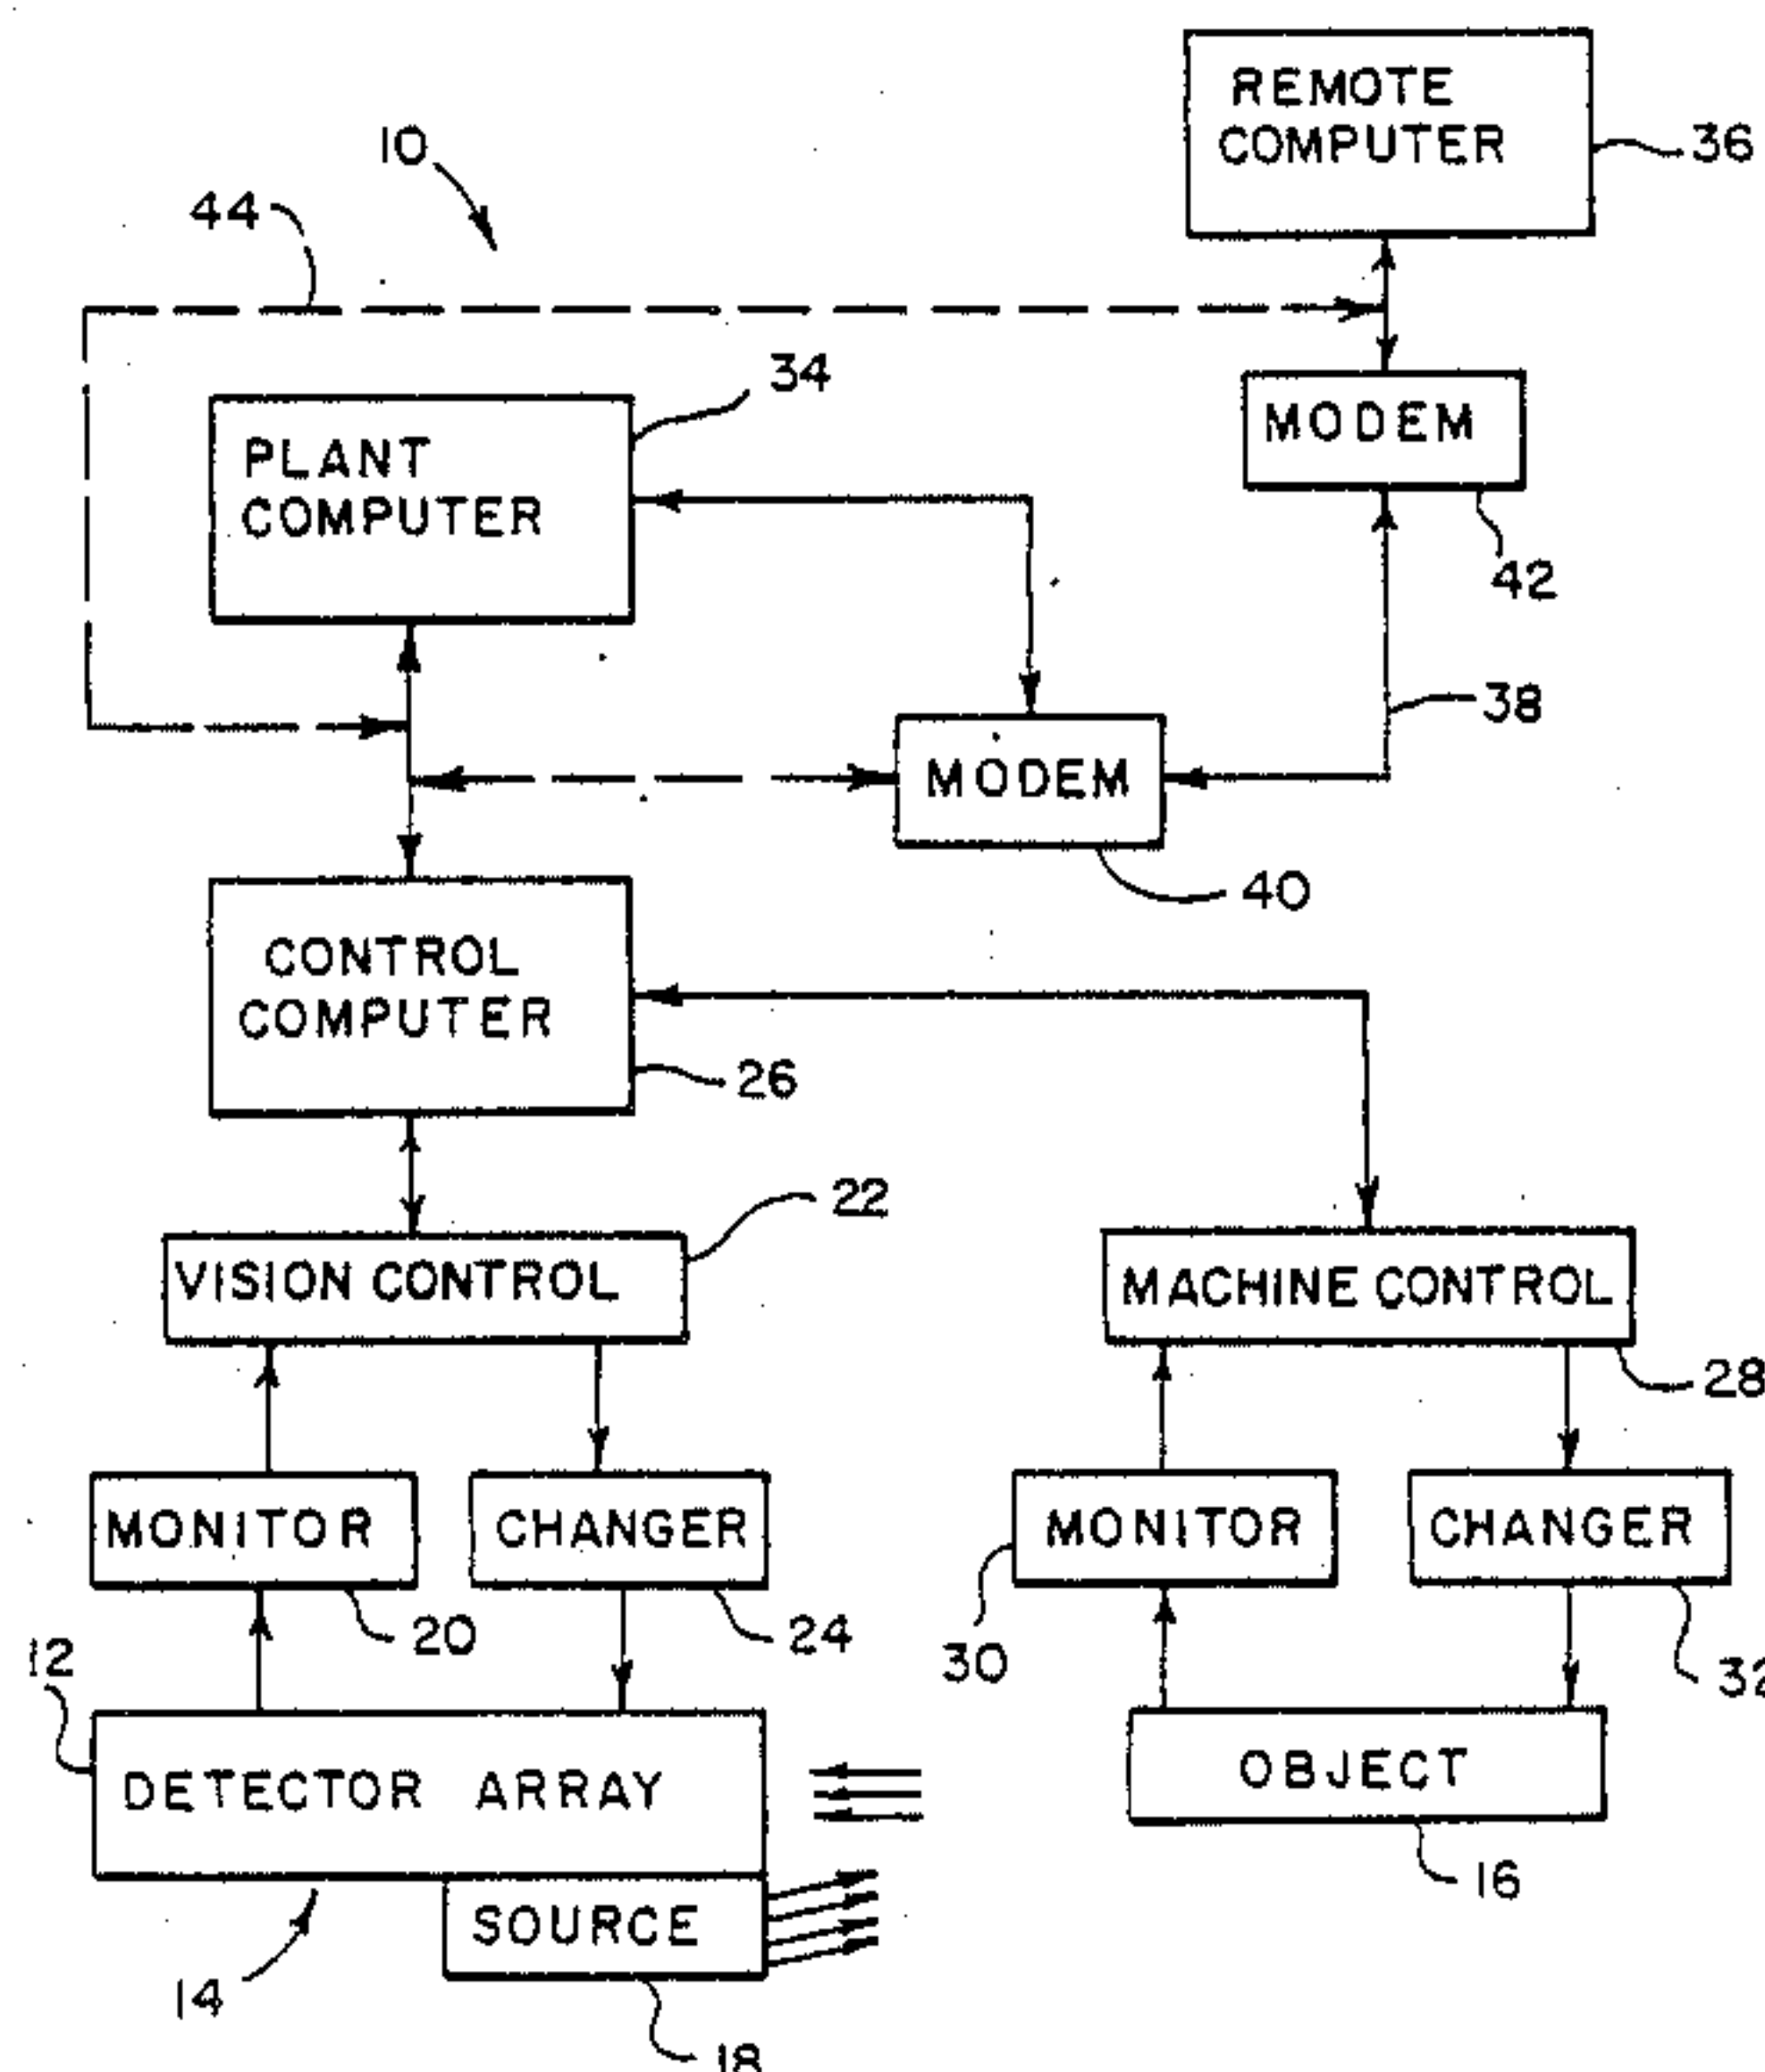 REMOTE
COMPUTER
36
10
44
34
PLANT
COMPUTER
MODEM
42
38
MODEM
40
CONTROL
COMPUTER
26
22
VISION CONTROL
MACHINE CONTROL
28
MONITOR
CHANGER
MONITOR
CHANGER
20
24
30
32
12
DETECTOR ARRAY
OBJECT
16
SOURCE
14
18